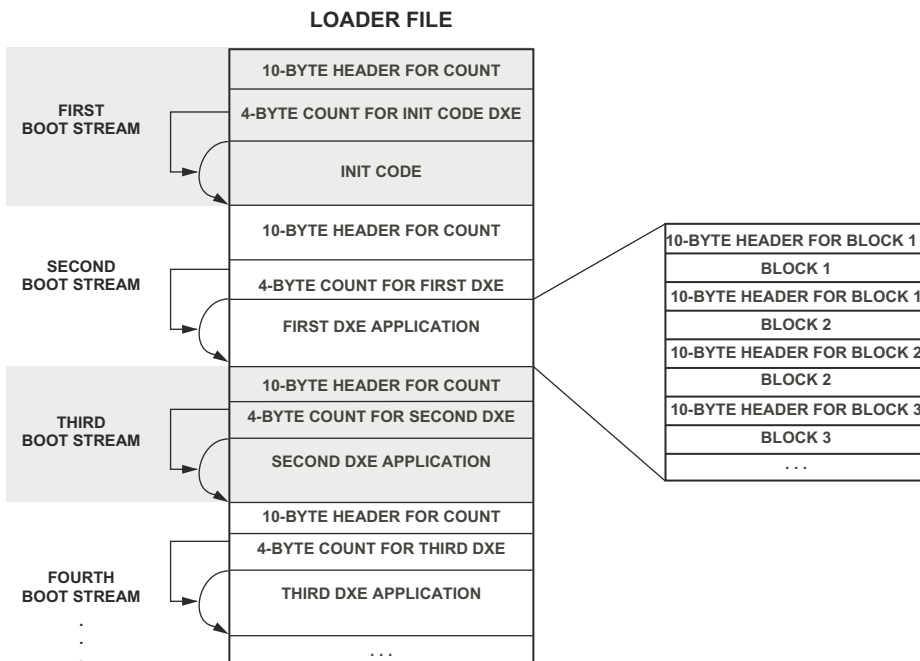 LOADER FILE
FIRST
BOOT STREAM
10-BYTE HEADER FOR COUNT
4-BYTE COUNT FOR INIT CODE DXE
INIT CODE
SECOND
BOOT STREAM
10-BYTE HEADER FOR COUNT
4-BYTE COUNT FOR FIRST DXE
FIRST DXE APPLICATION
THIRD
BOOT STREAM
10-BYTE HEADER FOR COUNT
4-BYTE COUNT FOR SECOND DXE
SECOND DXE APPLICATION
FOURTH
BOOT STREAM
.
.
.
10-BYTE HEADER FOR COUNT
4-BYTE COUNT FOR THIRD DXE
THIRD DXE APPLICATION
. . .
10-BYTE HEADER FOR BLOCK 1
BLOCK 1
10-BYTE HEADER FOR BLOCK 1
BLOCK 2
10-BYTE HEADER FOR BLOCK 2
BLOCK 2
10-BYTE HEADER FOR BLOCK 3
BLOCK 3
. . .